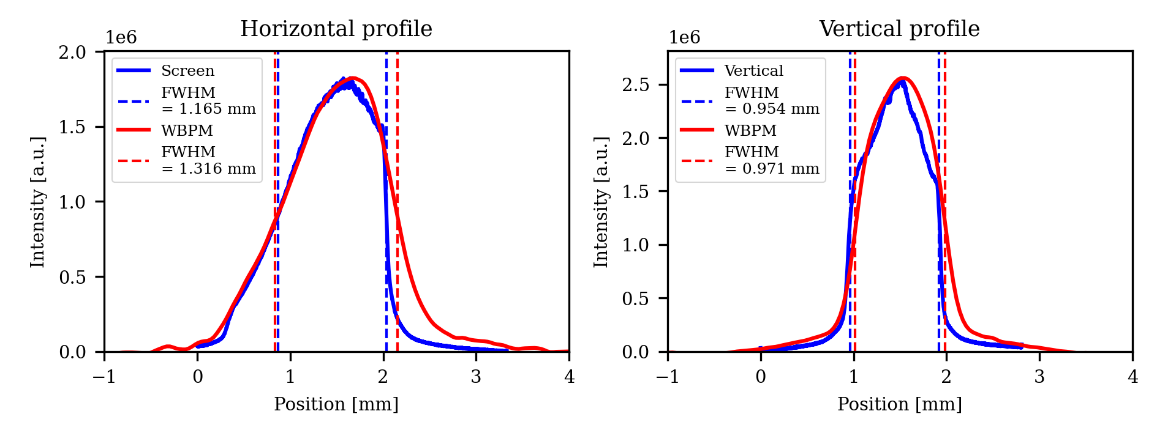 Horizontal profile
1e6
2.0
1.5
1.0
0.5
0.0
Intensity [a.u.]
Screen
FWHM
= 1.165 mm
WBPM
FWHM
= 1.316 mm
−1
0
1
2
3
4
Position [mm]
Vertical profile
1e6
2.5
2.0
1.5
1.0
0.5
0.0
Intensity [a.u.]
Vertical
FWHM
= 0.954 mm
WBPM
FWHM
= 0.971 mm
−1
0
1
2
3
4
Position [mm]